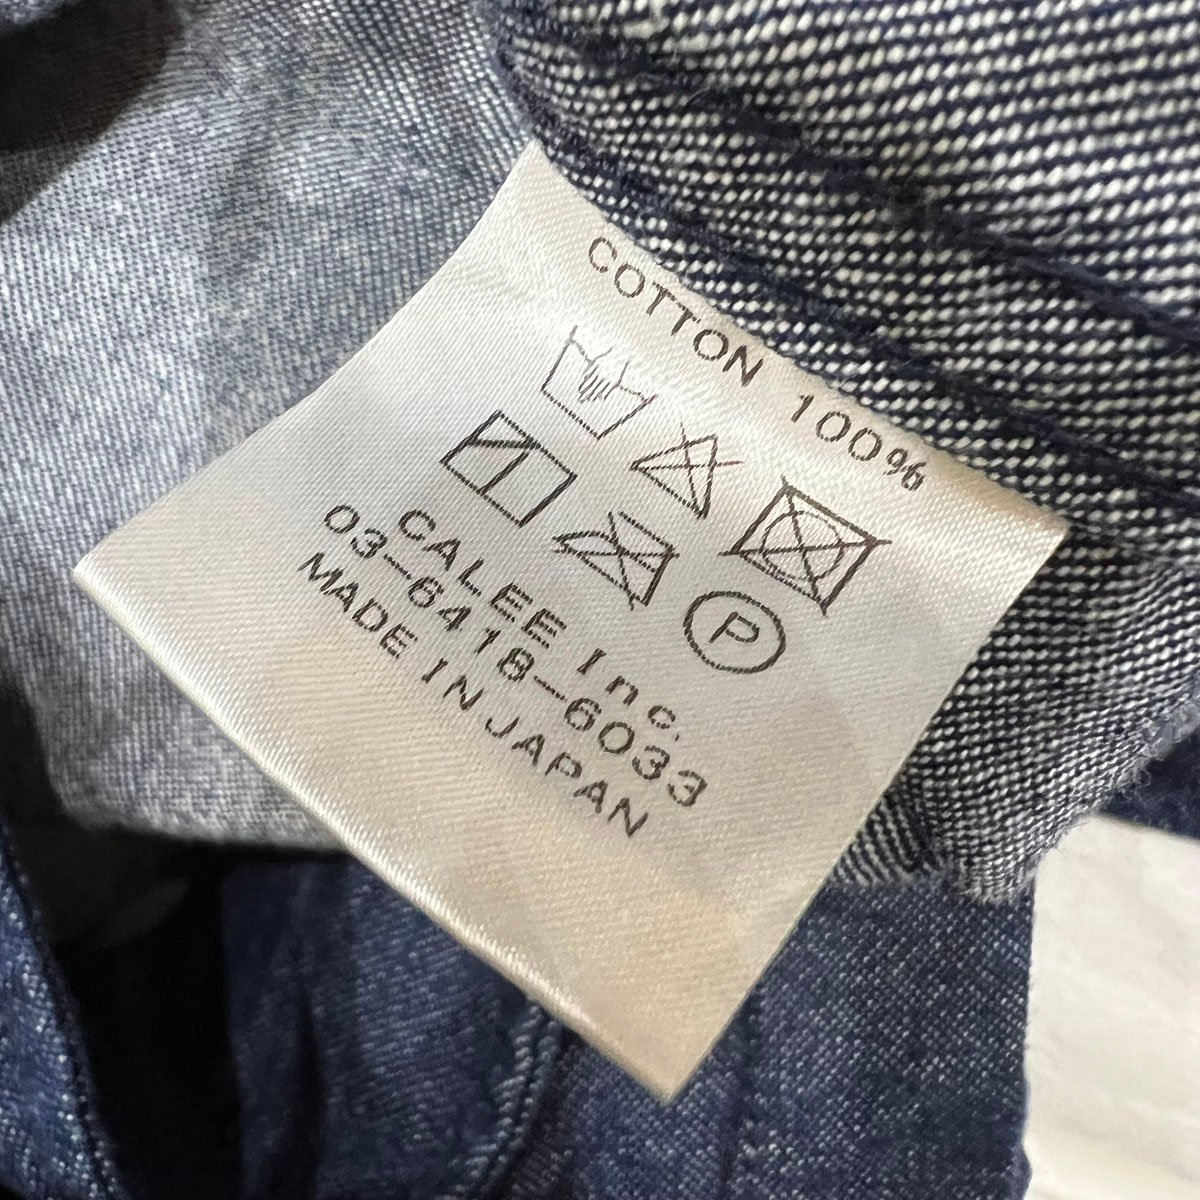 COTTON 100%
P
CALEE Inc.
03-6418-6033
MADE IN JAPAN